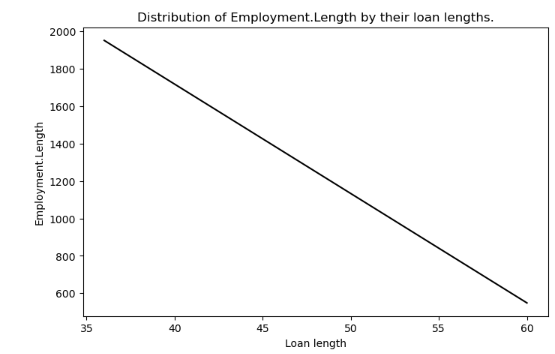 Distribution of Employment.Length by their loan lengths.
2000
1800
1600
1400
1200
1000
800
600
Employment.Length
35 40 45 50 55 60
Loan length